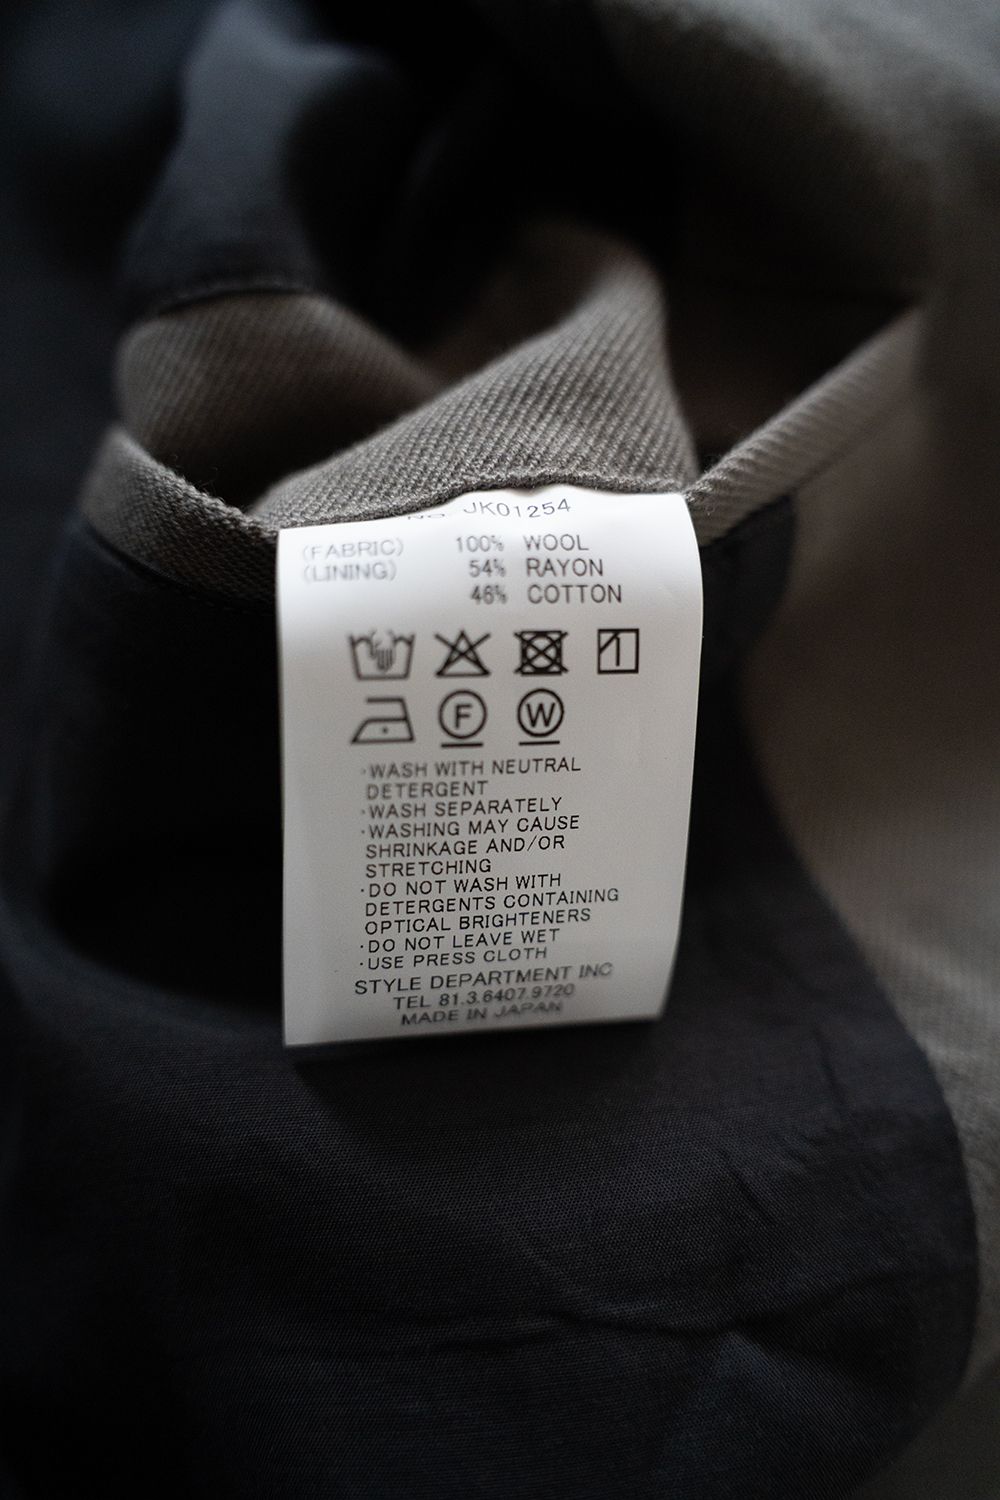 No. JK01254
(FABRIC) 100% WOOL
(LINING) 54% RAYON
46% COTTON
F W
·WASH WITH NEUTRAL
DETERGENT
·WASH SEPARATELY
·WASHING MAY CAUSE
SHRINKAGE AND/OR
STRETCHING
·DO NOT WASH WITH
DETERGENTS CONTAINING
OPTICAL BRIGHTENERS
·DO NOT LEAVE WET
·USE PRESS CLOTH
STYLE DEPARTMENT INC
TEL 81.3.6407.9720
MADE IN JAPAN